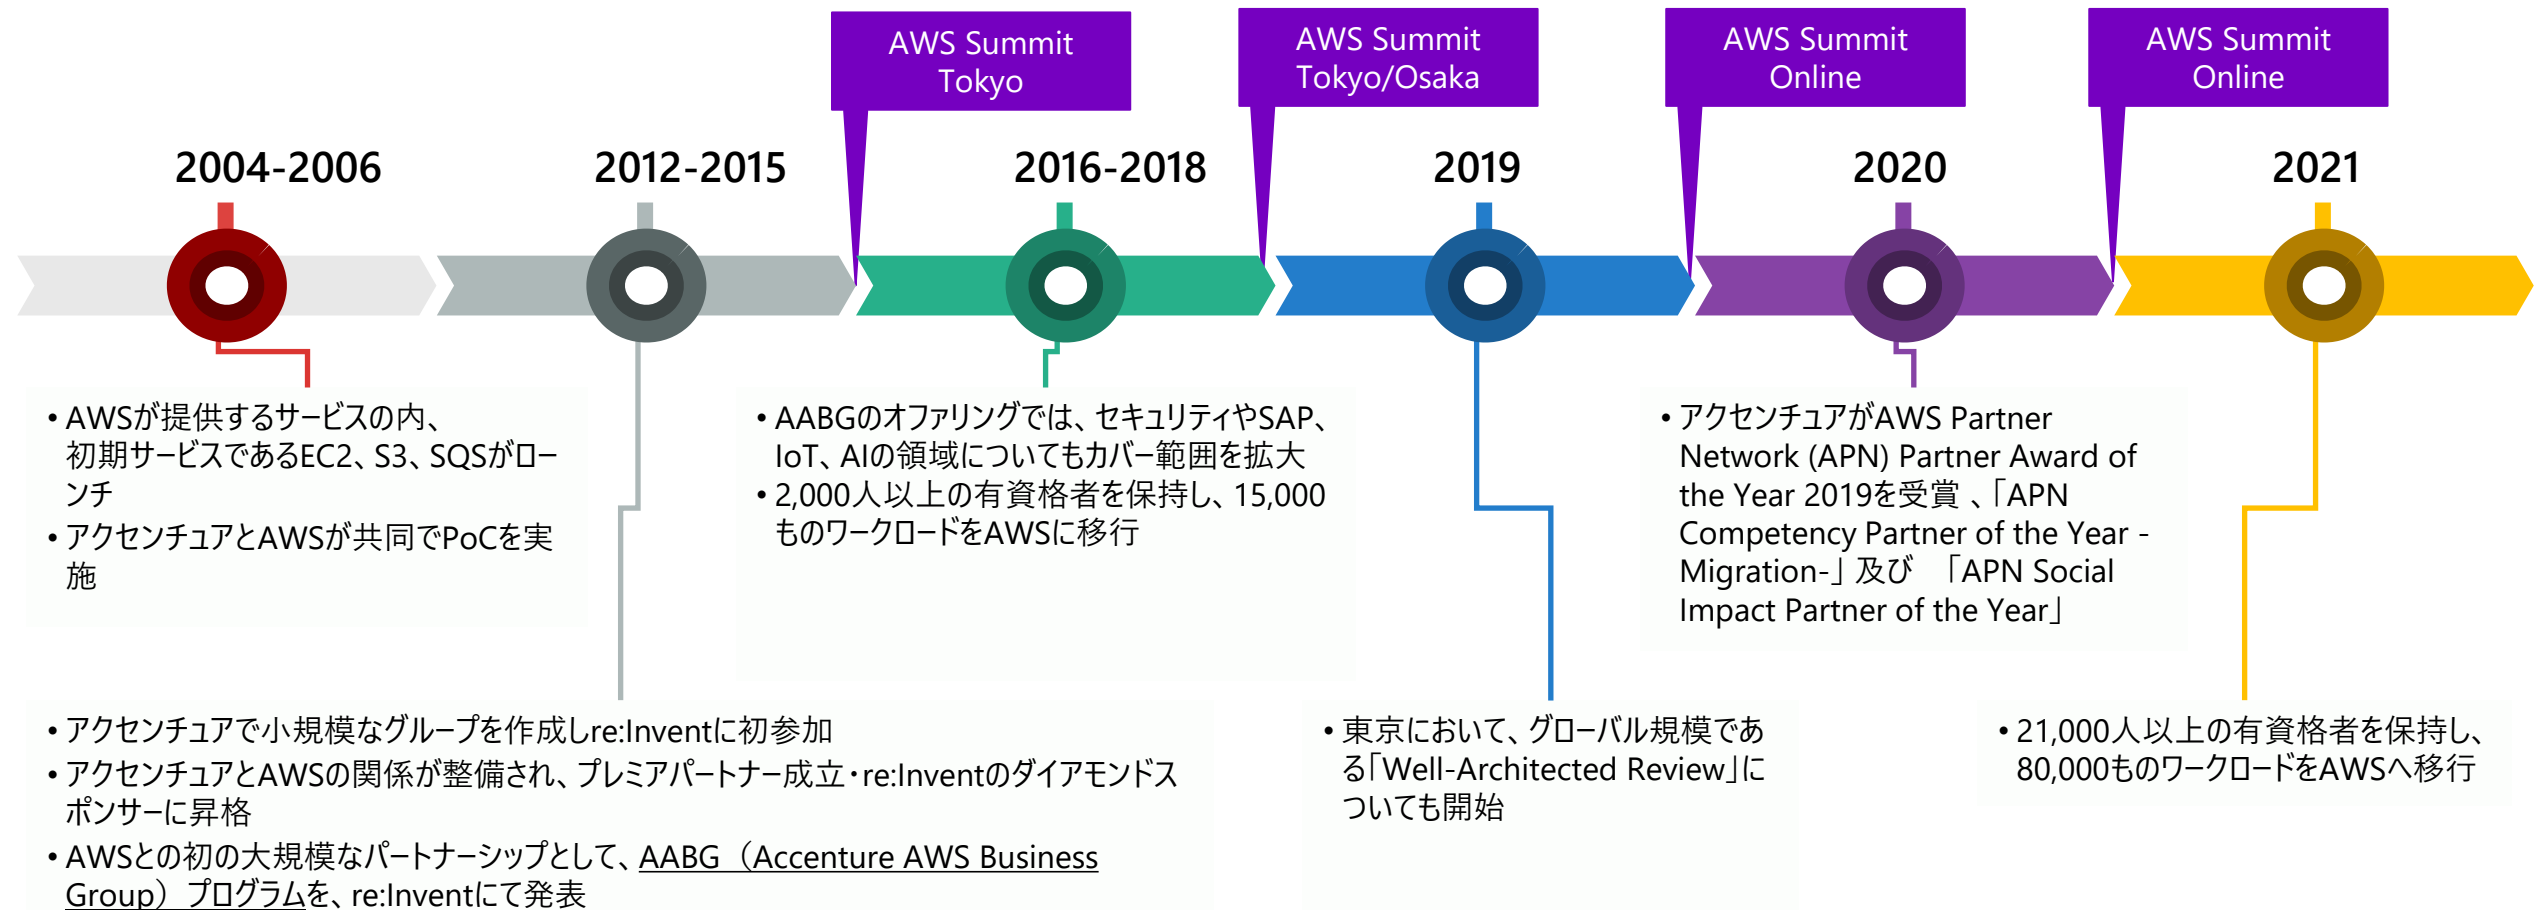 AWS Summit
Tokyo
AWS Summit
Tokyo/Osaka
AWS Summit
Online
AWS Summit
Online
2004-2006
2012-2015
2016-2018
2019
2020
2021
• AWSが提供するサービスの内、
初期サービスであるEC2、S3、SQSがロー
ンチ
• アクセンチュアとAWSが共同でPoCを実
施
• アクセンチュアで小規模なグループを作成しre:Inventに初参加
• アクセンチュアとAWSの関係が整備され、プレミアパートナー成立・re:Inventのダイアモンドス
ポンサーに昇格
• AWSとの初の大規模なパートナーシップとして、AABG（Accenture AWS Business
Group）プログラムを、re:Inventにて発表
• AABGのオファリングでは、セキュリティやSAP、
IoT、AIの領域についてもカバー範囲を拡大
• 2,000人以上の有資格者を保持し、15,000
ものワークロードをAWSに移行
• 東京において、グローバル規模であ
る「Well-Architected Review」に
ついても開始
• アクセンチュアがAWS Partner
Network (APN) Partner Award of
the Year 2019を受賞 、「APN
Competency Partner of the Year -
Migration-」 及び　「APN Social
Impact Partner of the Year」
• 21,000人以上の有資格者を保持し、
80,000ものワークロードをAWSへ移行